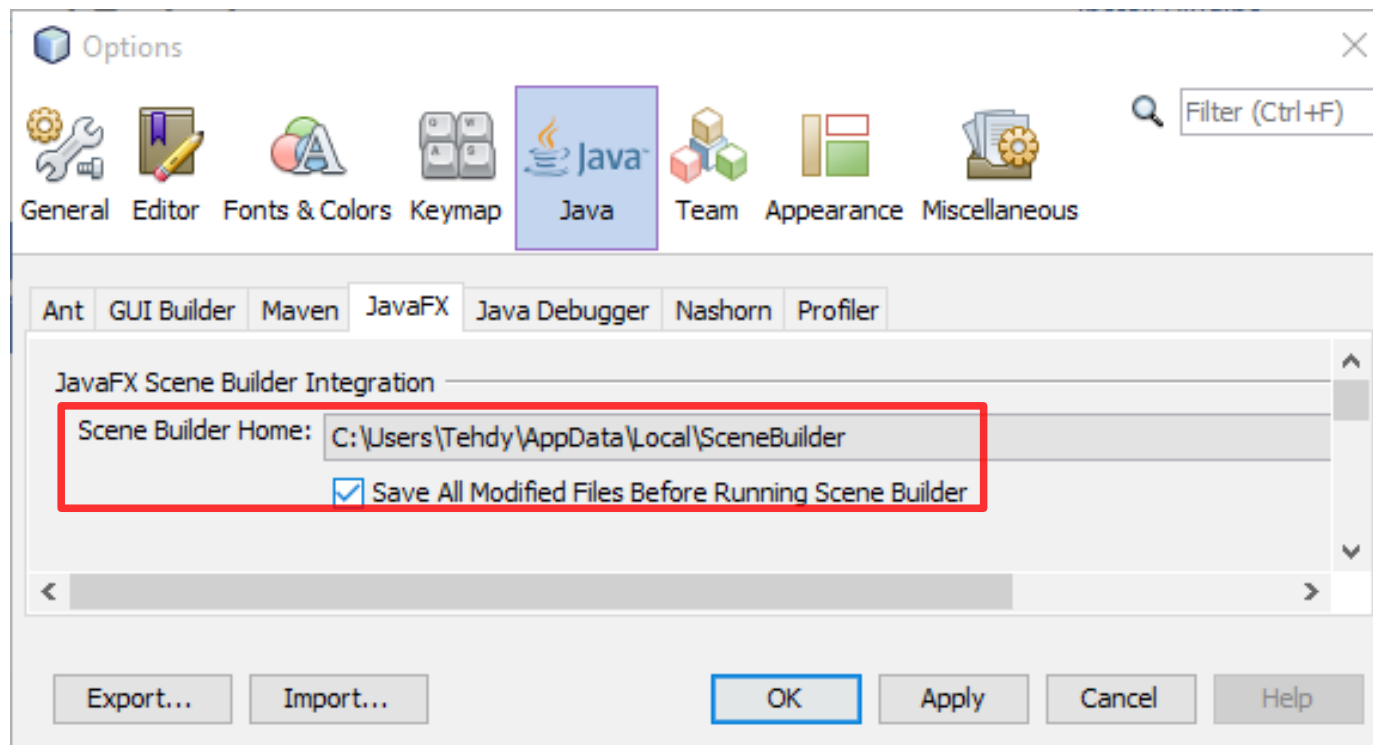 Options
Filter (Ctrl+F)
Java
General Editor Fonts & Colors Keymap Java Team Appearance Miscellaneous
Ant GUI Builder Maven JavaFX Java Debugger Nashorn Profiler
JavaFX Scene Builder Integration
Scene Builder Home: C:\Users\Tehdy\AppData\Local\SceneBuilder
Save All Modified Files Before Running Scene Builder
Export... Import... OK Apply Cancel Help